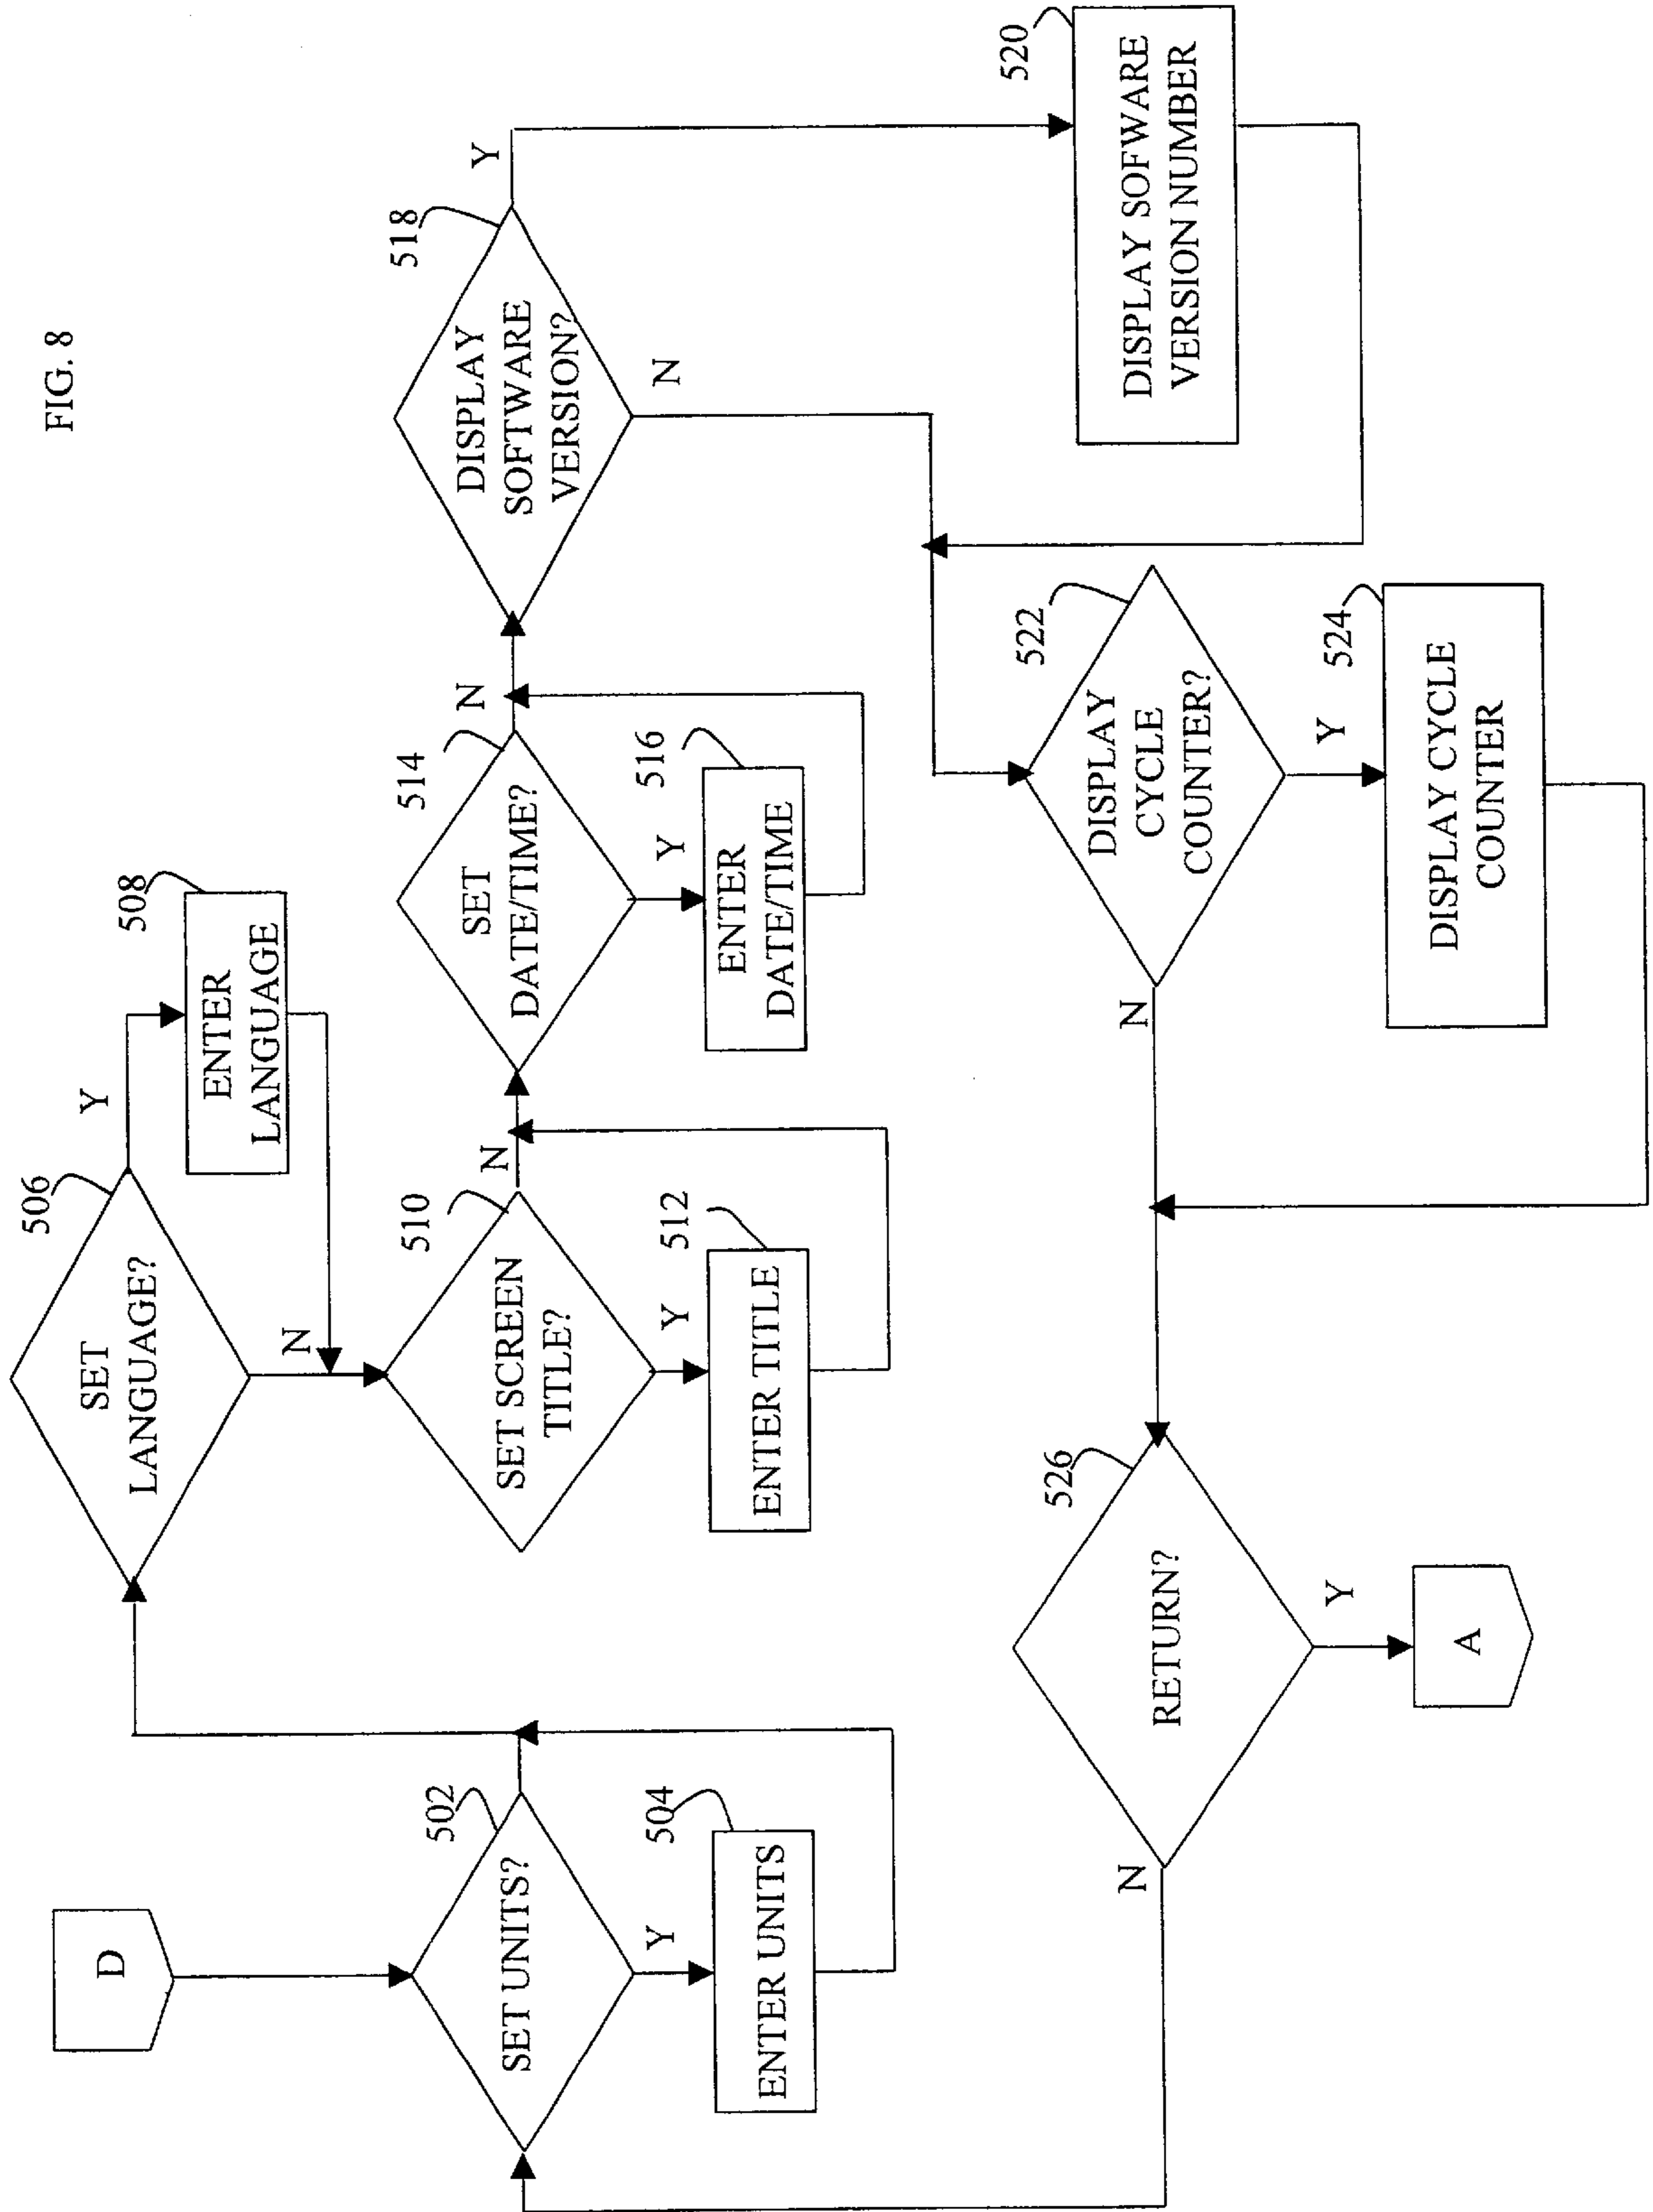 FIG. 8
D
502
SET UNITS?
Y
504
ENTER UNITS
506
SET
LANGUAGE?
Y
508
ENTER
LANGUAGE
N
510
SET SCREEN
TITLE?
N
Y
512
ENTER TITLE
514
SET
DATE/TIME?
N
Y
516
ENTER
DATE/TIME
518
DISPLAY
SOFTWARE
VERSION?
Y
N
520
DISPLAY SOFWARE
VERSION NUMBER
522
DISPLAY
CYCLE
COUNTER?
N
Y
524
DISPLAY CYCLE
COUNTER
526
RETURN?
N
Y
A